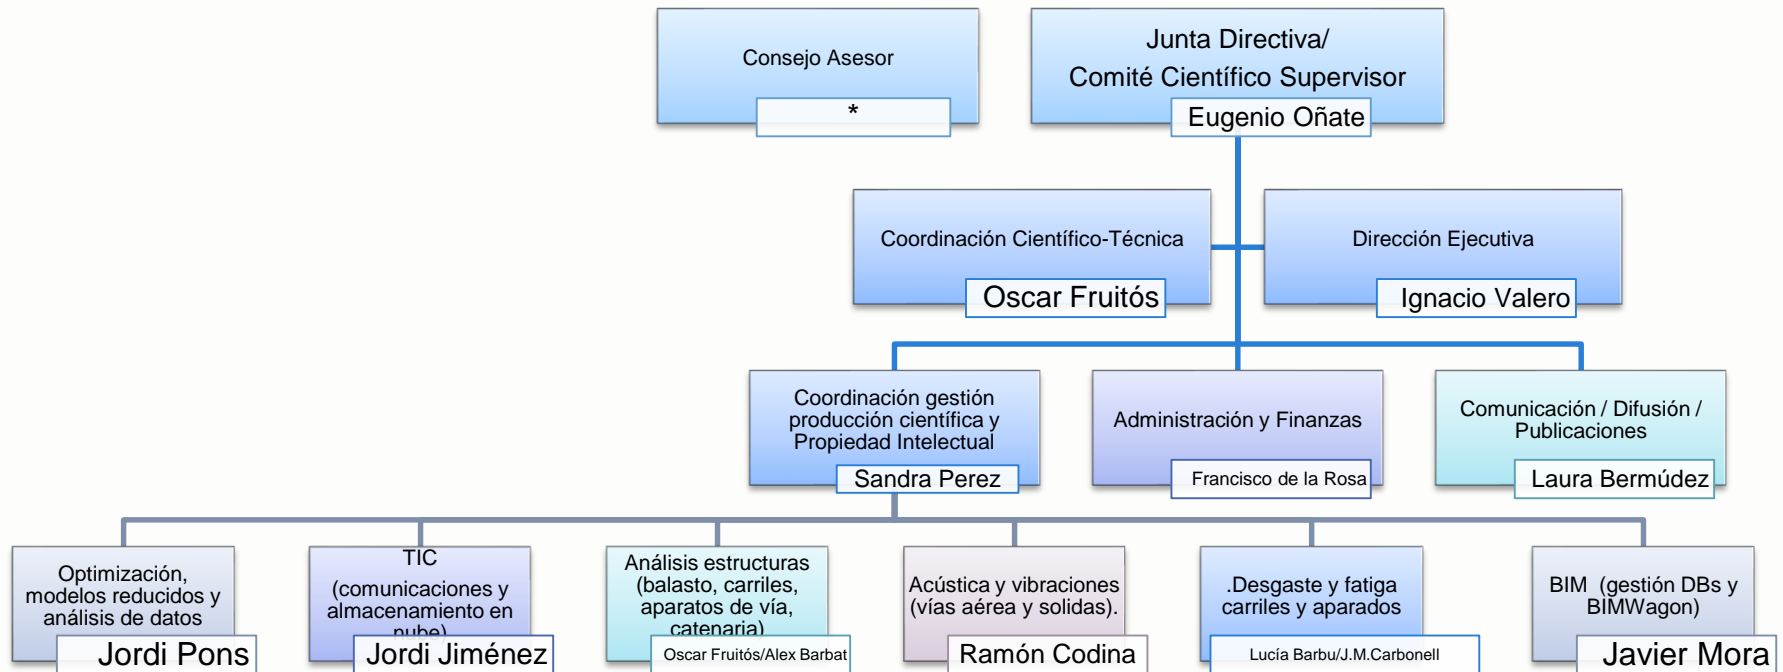 Consejo Asesor
*
Junta Directiva/
Comité Científico Supervisor
Eugenio Oñate
Coordinación Científico-Técnica
Oscar Fruitós
Dirección Ejecutiva
Ignacio Valero
Coordinación gestión
producción científica y
Propiedad Intelectual
Sandra Perez
Administración y Finanzas
Francisco de la Rosa
Comunicación / Difusión /
Publicaciones
Laura Bermúdez
Optimización,
modelos reducidos y
análisis de datos
Jordi Pons
TIC
(comunicaciones y
almacenamiento en
nube)
Jordi Jiménez
Análisis estructuras
(balasto, carriles,
aparatos de vía,
catenaria)
Oscar Fruitós/Alex Barbat
Acústica y vibraciones
(vías aérea y solidas).
Ramón Codina
.Desgaste y fatiga
carriles y aparados
Lucía Barbu/J.M.Carbonell
BIM (gestión DBs y
BIMWagon)
Javier Mora